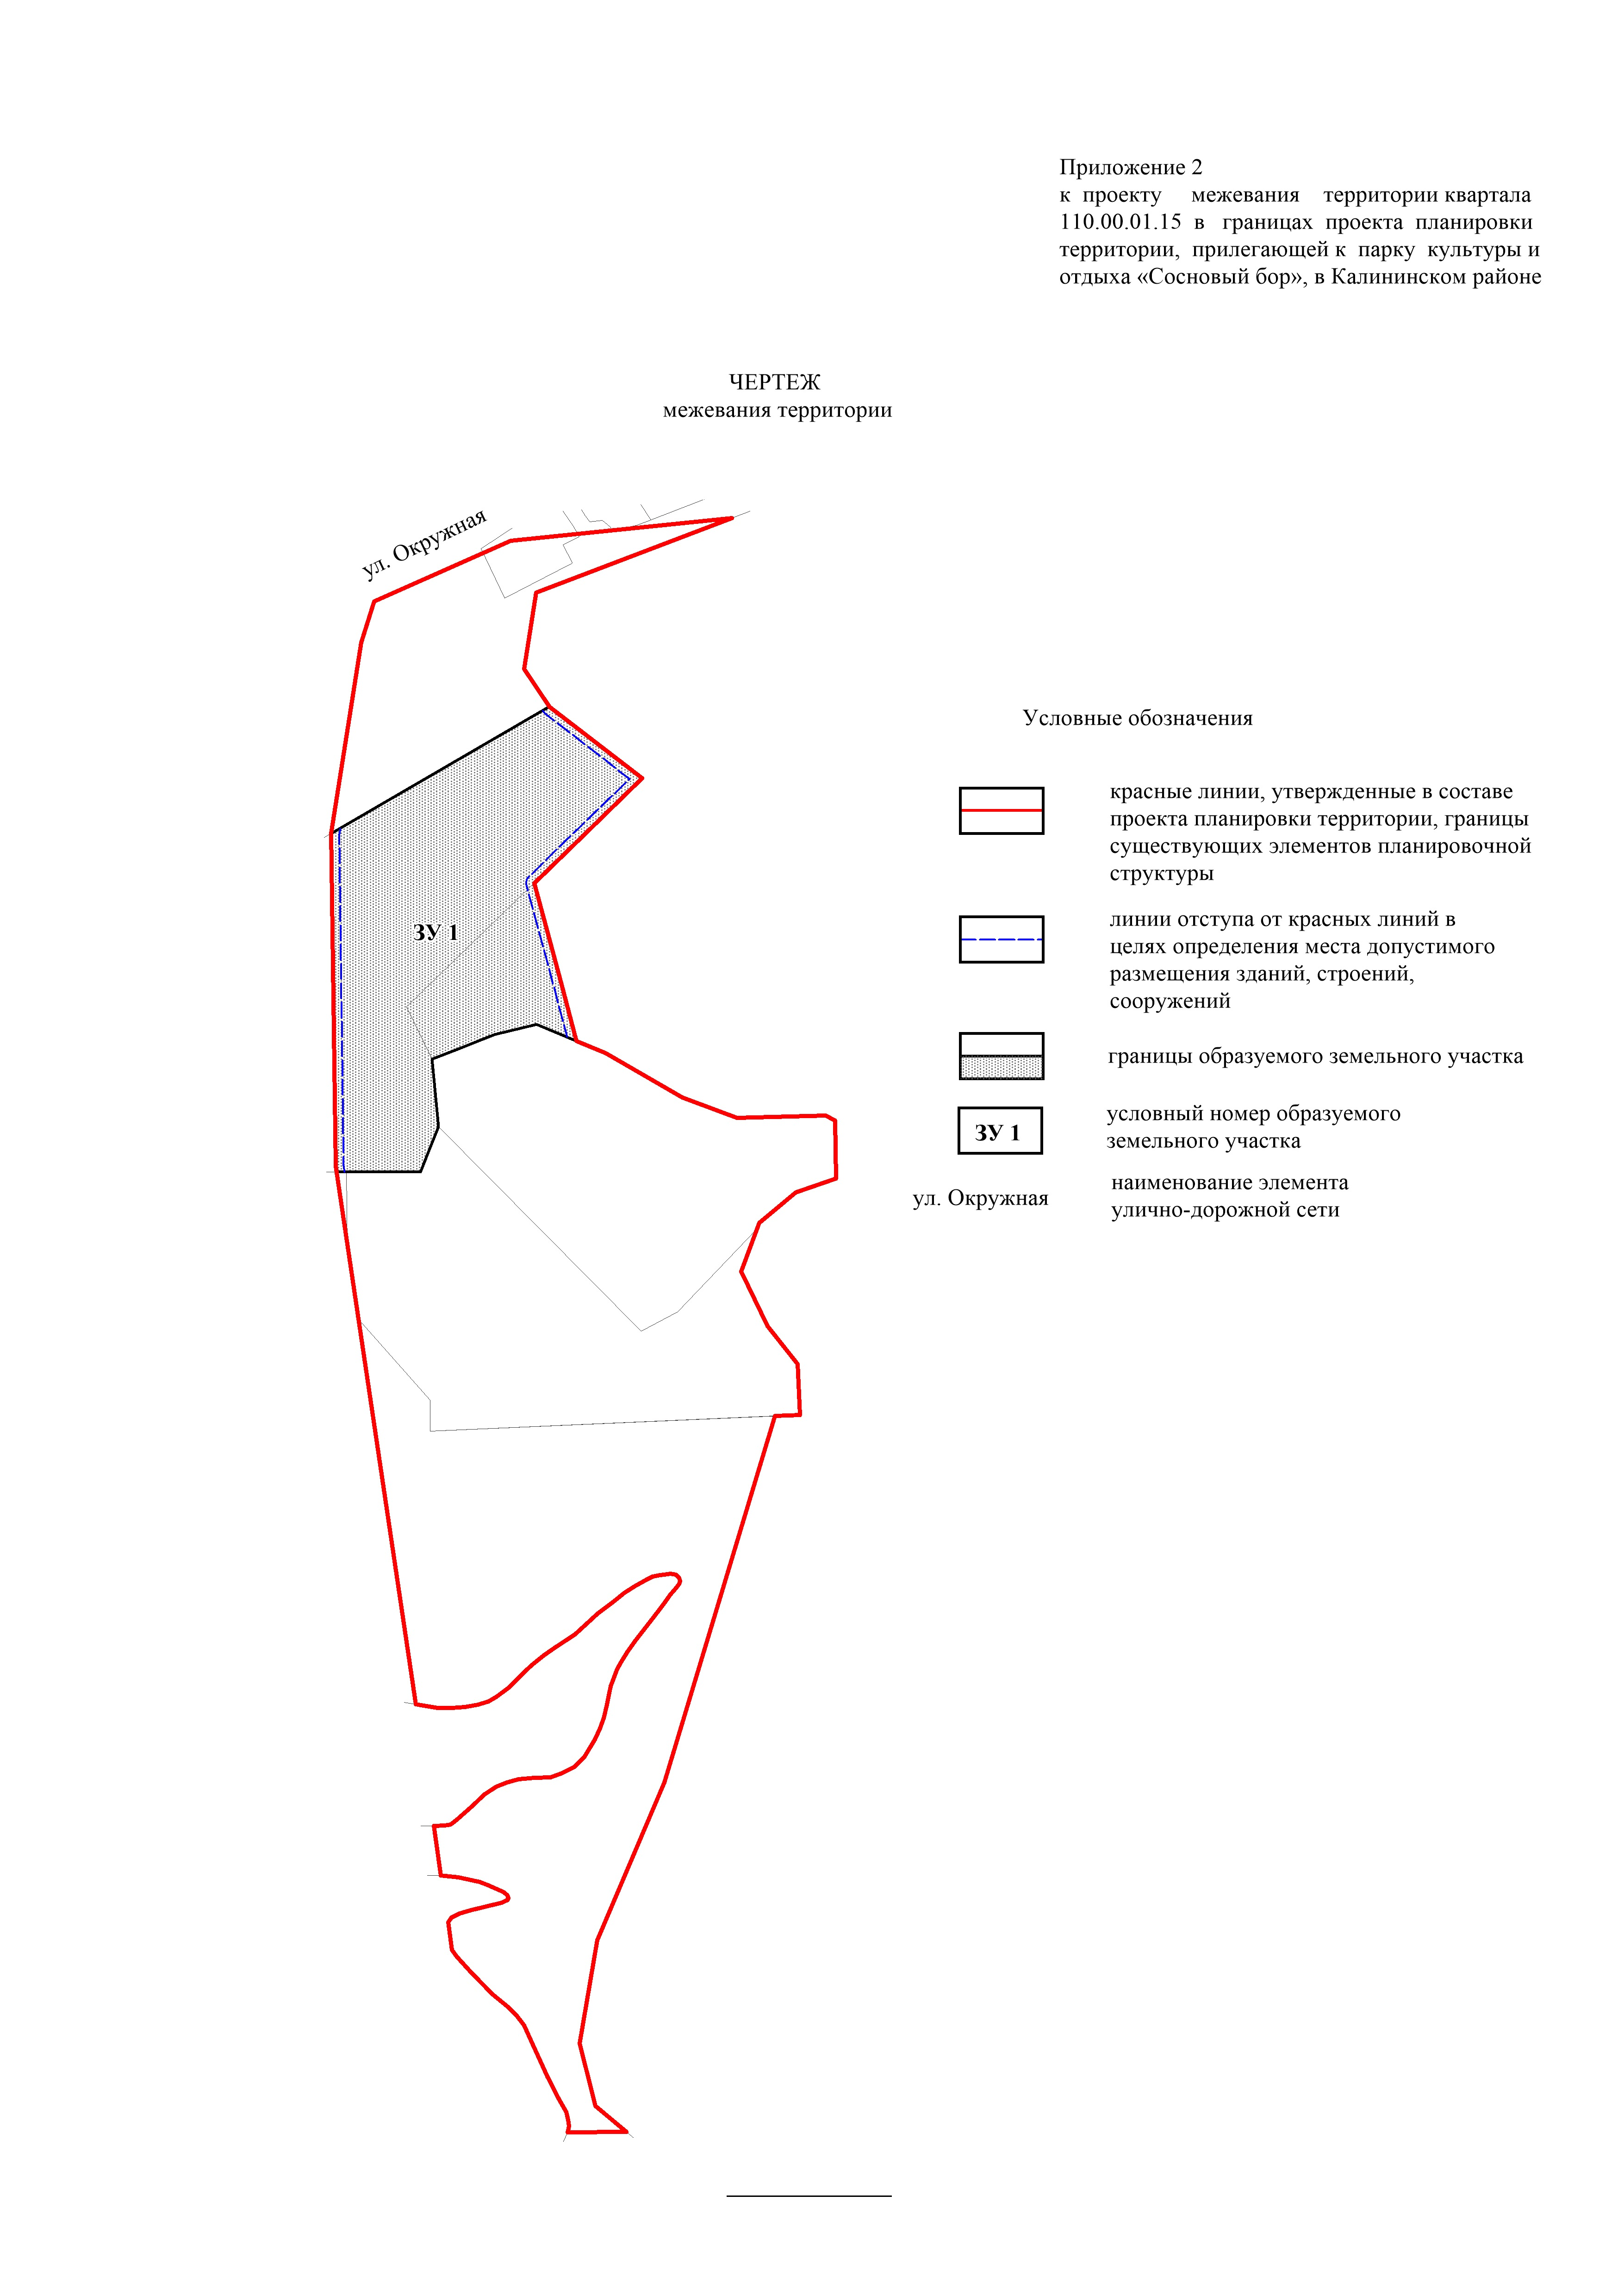 Приложение 2
к проекту межевания территории квартала
110.00.01.15 в границах проекта планировки
территории, прилегающей к парку культуры и
отдыха «Сосновый бор», в Калининском районе
ЧЕРТЕЖ
межевания территории
ул. Окружная
ЗУ 1
Условные обозначения
красные линии, утвержденные в составе
проекта планировки территории, границы
существующих элементов планировочной
структуры
линии отступа от красных линий в
целях определения места допустимого
размещения зданий, строений,
сооружений
границы образуемого земельного участка
ЗУ 1
условный номер образуемого
земельного участка
ул. Окружная
наименование элемента
улично-дорожной сети